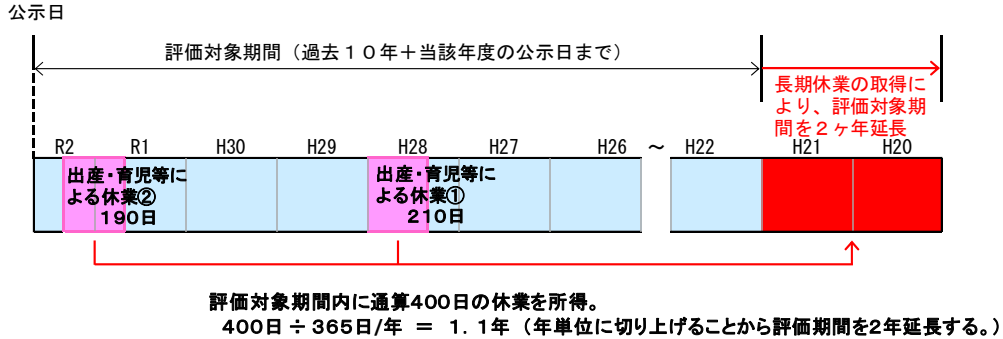 公示日
評価対象期間（過去１０年＋当該年度の公示日まで）
長期休業の取得に
より、評価対象期
間を２ヶ年延長
R2 R1 H30 H29 H28 H27 H26 ～ H22 H21 H20
出産・育児等に
よる休業②
190日
出産・育児等に
よる休業①
210日
評価対象期間内に通算400日の休業を所得。
400日 ÷ 365日/年 ＝ 1．1年（年単位に切り上げることから評価期間を2年延長する。）